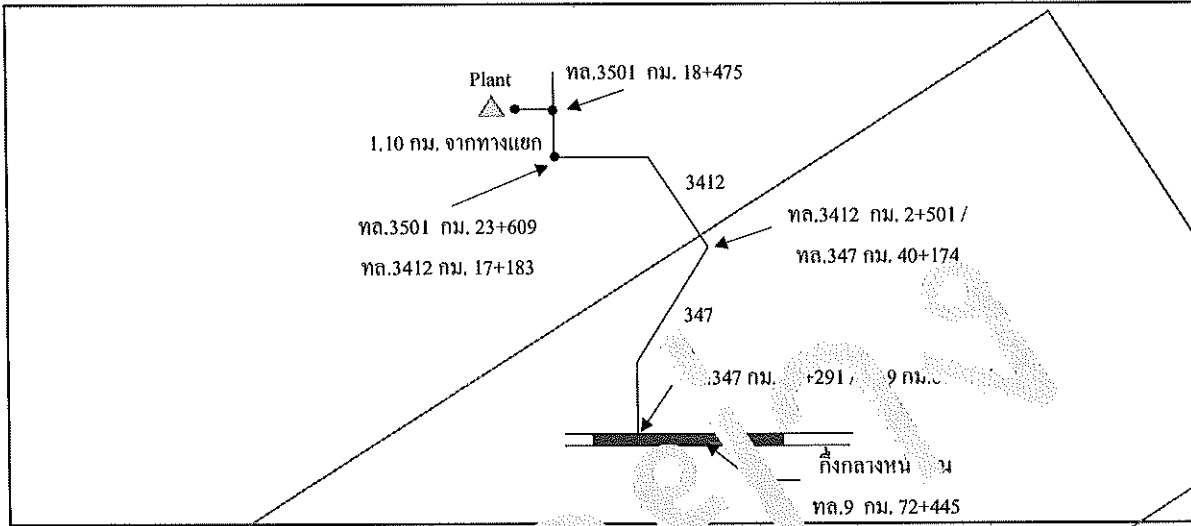 Plant
ทล.3501 กม. 18+475
1.10 กม. จากทางแยก
3412
ทล.3501 กม. 23+609
ทล.3412 กม. 17+183
ทล.3412 กม. 2+501 /
ทล.347 กม. 40+174
347
347 กม. +291 / 9 กม.
กึ่งกลาง
ทล.9 กม. 72+445